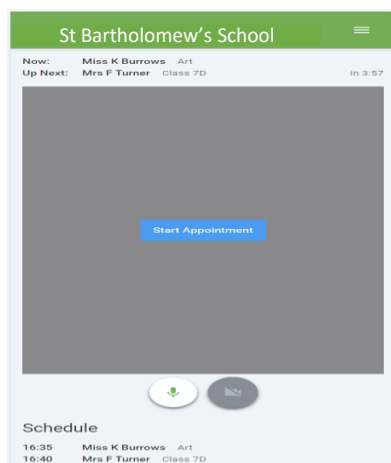 St Bartholomew's School
Now: Miss K Burrows Art
Up Next: Mrs F Turner Class 7D in 3:57
Start Appointment
Schedule
16:35 Miss K Burrows Art
16:40 Mrs F Turner Class 7D